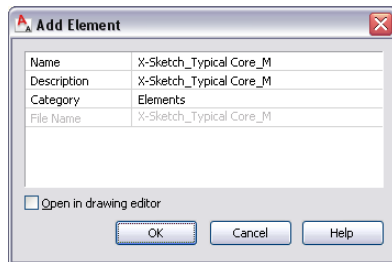 Add Element
Name X-Sketch_Typical Core_M
Description X-Sketch_Typical Core_M
Category Elements
File Name X-Sketch_Typical Core_M
Open in drawing editor
OK Cancel Help